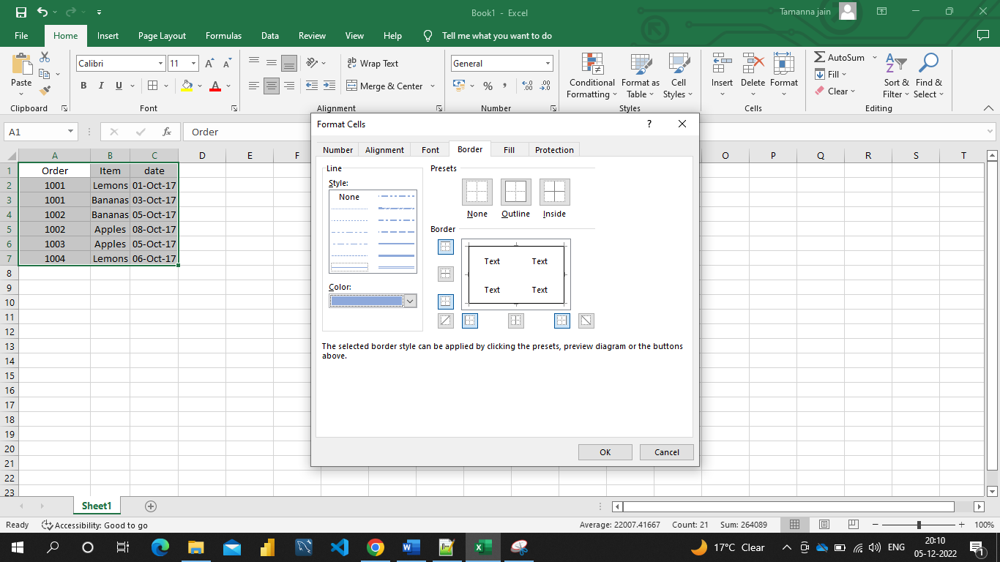 Book1 - Excel
Tamanna jain
File Home Insert Page Layout Formulas Data Review View Help Tell me what you want to do
Calibri 11 Wrap Text General AutoSum
Paste B I U Merge & Center % , Conditional Formatting Format as Table Cell Styles Insert Delete Format Fill Clear Sort & Filter Find & Select
Clipboard Font Alignment Number Styles Cells Editing
A1 fx Order
Format Cells ?
Number Alignment Font Border Fill Protection
A B C D E F O P Q R S T
1 Order Item date
2 1001 Lemons 01-Oct-17
3 1001 Bananas 03-Oct-17
4 1002 Bananas 05-Oct-17
5 1002 Apples 08-Oct-17
6 1003 Apples 05-Oct-17
7 1004 Lemons 06-Oct-17
8
9
10
11
12
13
14
15
16
17
18
19
20
21
22
23
Line
Style:
None
Color:
Presets
None Outline Inside
Border
Text Text
Text Text
The selected border style can be applied by clicking the presets, preview diagram or the buttons
above.
OK Cancel
Sheet1
Ready Accessibility: Good to go Average: 22007.41667 Count: 21 Sum: 264089 100%
17°C Clear ENG 20:10
05-12-2022 1